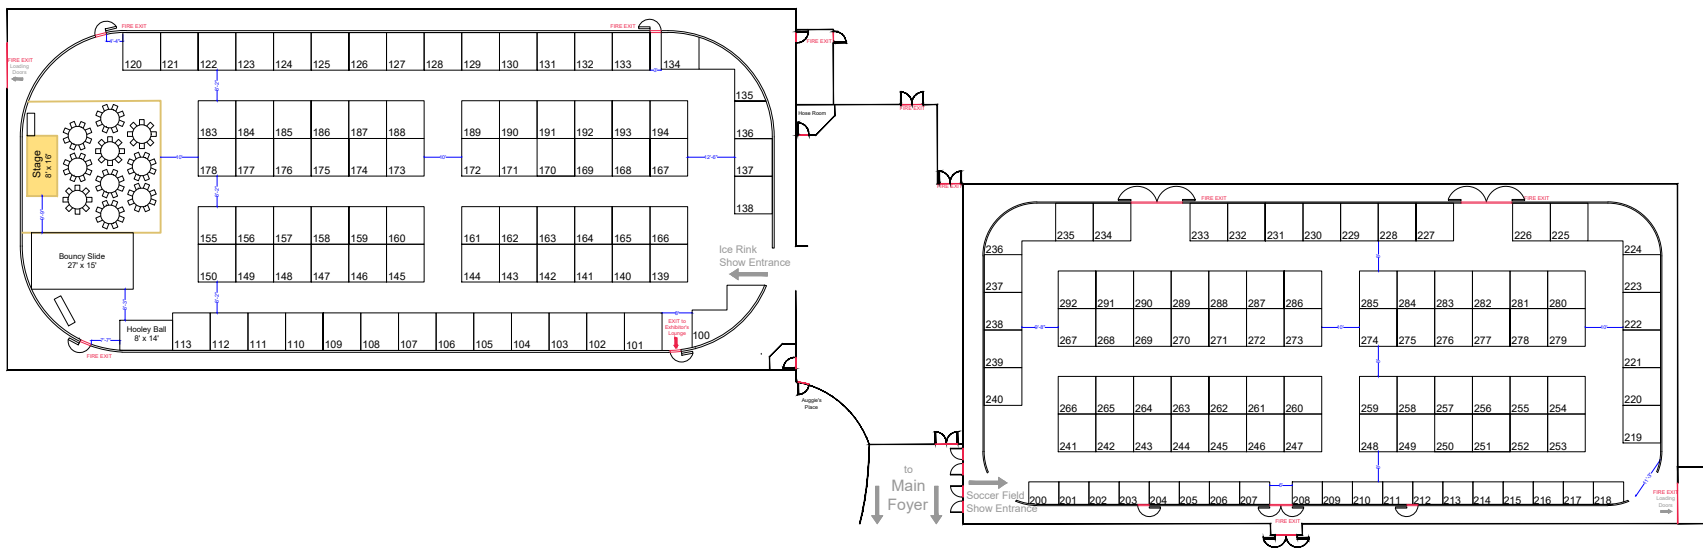 FIRE EXIT
FIRE EXIT
FIRE EXIT
Loading
Doors
120 121 122 123 124 125 126 127 128 129 130 131 132 133 134
135
136
137
138
183 184 185 186 187 188 189 190 191 192 193 194
178 177 176 175 174 173 172 171 170 169 168 167
155 156 157 158 159 160 161 162 163 164 165 166
150 149 148 147 146 145 144 143 142 141 140 139
Stage
8' x 16'
Bouncy Slide
27' x 15'
Hooley Ball
8' x 14'
113 112 111 110 109 108 107 106 105 104 103 102 101 100
EXIT to
Exhibitor's
Lounge
FIRE EXIT
Ice Rink
Show Entrance
FIRE EXIT
Hose Room
FIRE EXIT
FIRE EXIT
Auggie's
Place
to
Main
Foyer
Soccer Field
Show Entrance
FIRE EXIT
FIRE EXIT
235 234 233 232 231 230 229 228 227 226 225
236
237
238
239
240
224
223
222
221
220
219
292 291 290 289 288 287 286 285 284 283 282 281 280
267 268 269 270 271 272 273 274 275 276 277 278 279
266 265 264 263 262 261 260 259 258 257 256 255 254
241 242 243 244 245 246 247 248 249 250 251 252 253
200 201 202 203 204 205 206 207 208 209 210 211 212 213 214 215 216 217 218
FIRE EXIT
FIRE EXIT
Loading
Doors